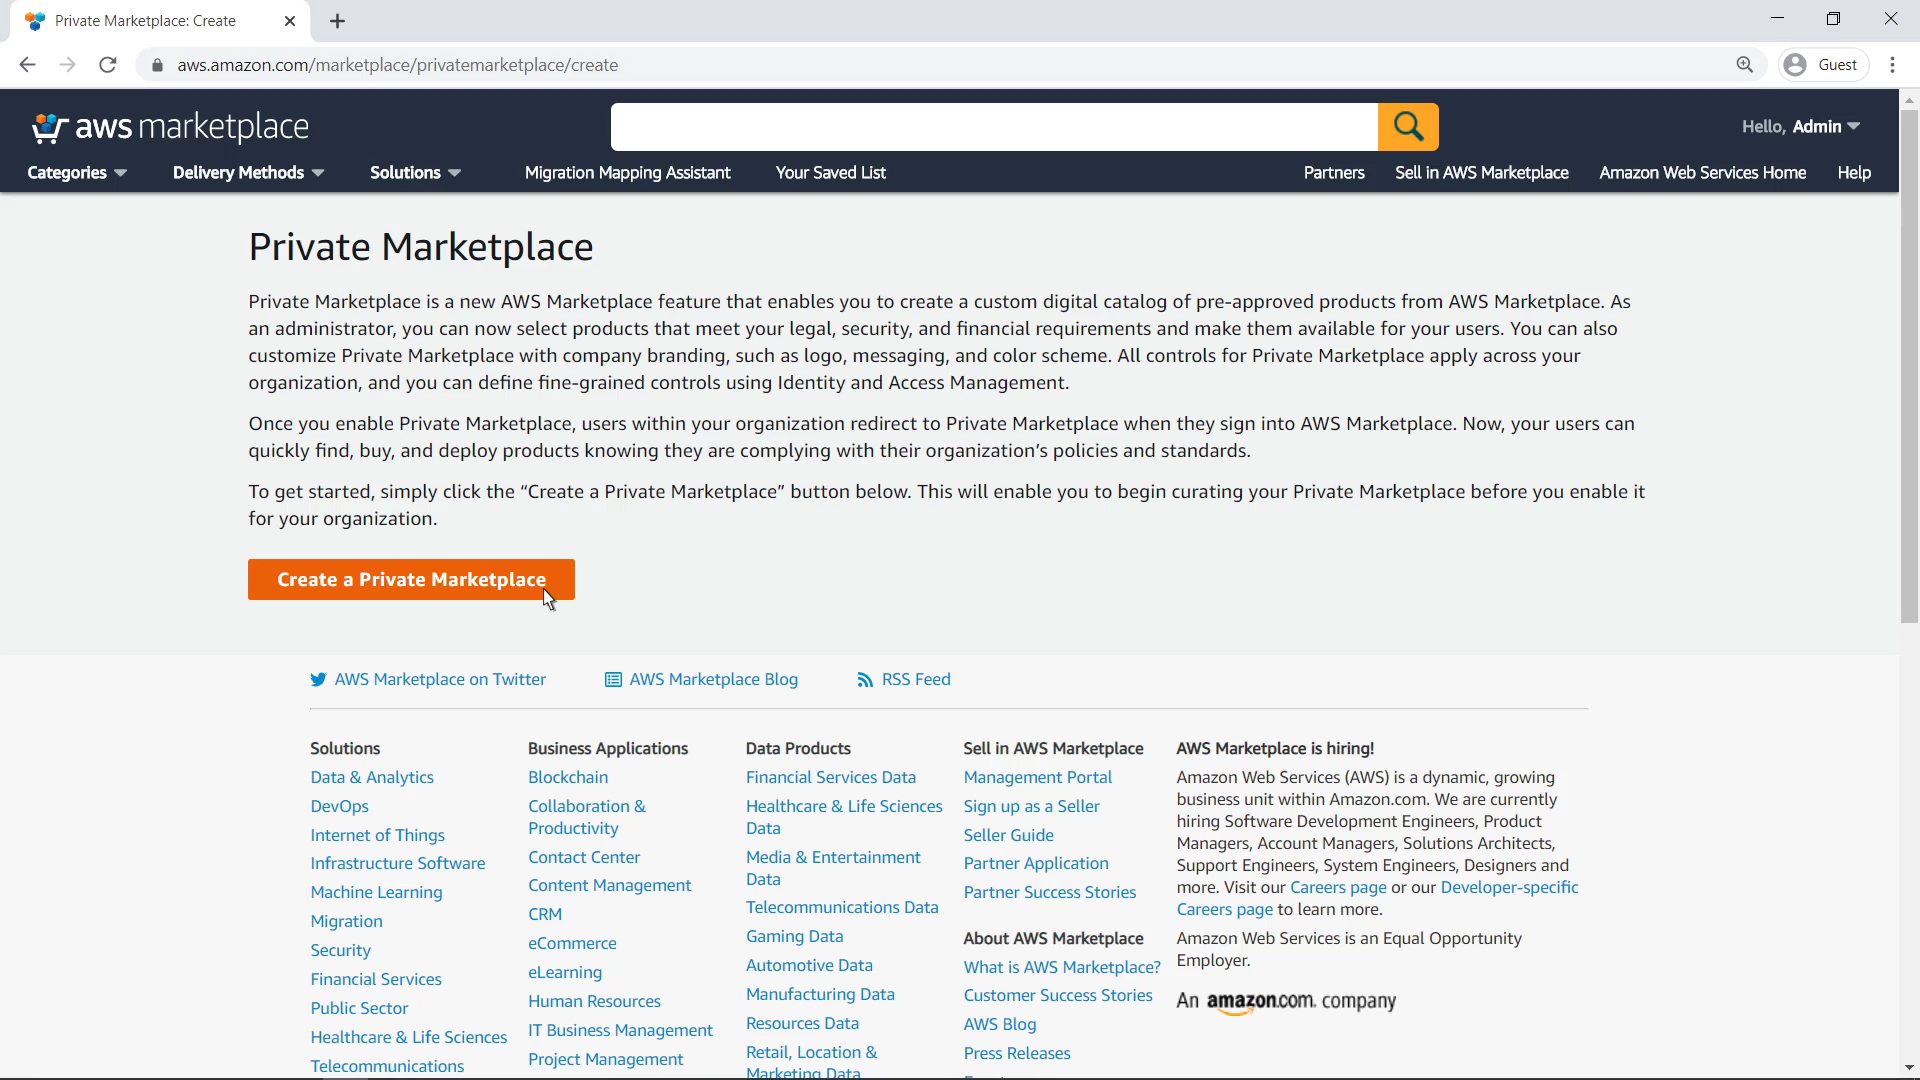 Private Marketplace: Create
aws.amazon.com/marketplace/privatemarketplace/create
Guest
aws marketplace
Hello, Admin
Categories
Delivery Methods
Solutions
Migration Mapping Assistant
Your Saved List
Partners
Sell in AWS Marketplace
Amazon Web Services Home
Help
Private Marketplace
Private Marketplace is a new AWS Marketplace feature that enables you to create a custom digital catalog of pre-approved products from AWS Marketplace. As
an administrator, you can now select products that meet your legal, security, and financial requirements and make them available for your users. You can also
customize Private Marketplace with company branding, such as logo, messaging, and color scheme. All controls for Private Marketplace apply across your
organization, and you can define fine-grained controls using Identity and Access Management.
Once you enable Private Marketplace, users within your organization redirect to Private Marketplace when they sign into AWS Marketplace. Now, your users can
quickly find, buy, and deploy products knowing they are complying with their organization’s policies and standards.
To get started, simply click the “Create a Private Marketplace” button below. This will enable you to begin curating your Private Marketplace before you enable it
for your organization.
Create a Private Marketplace
AWS Marketplace on Twitter
AWS Marketplace Blog
RSS Feed
Solutions
Data & Analytics
DevOps
Internet of Things
Infrastructure Software
Machine Learning
Migration
Security
Financial Services
Public Sector
Healthcare & Life Sciences
Telecommunications
Business Applications
Blockchain
Collaboration &
Productivity
Contact Center
Content Management
CRM
eCommerce
eLearning
Human Resources
IT Business Management
Project Management
Data Products
Financial Services Data
Healthcare & Life Sciences
Data
Media & Entertainment
Data
Telecommunications Data
Gaming Data
Automotive Data
Manufacturing Data
Resources Data
Retail, Location &
Marketing Data
Sell in AWS Marketplace
Management Portal
Sign up as a Seller
Seller Guide
Partner Application
Partner Success Stories
About AWS Marketplace
What is AWS Marketplace?
Customer Success Stories
AWS Blog
Press Releases
AWS Marketplace is hiring!
Amazon Web Services (AWS) is a dynamic, growing
business unit within Amazon.com. We are currently
hiring Software Development Engineers, Product
Managers, Account Managers, Solutions Architects,
Support Engineers, System Engineers, Designers and
more. Visit our Careers page or our Developer-specific
Careers page to learn more.
Amazon Web Services is an Equal Opportunity
Employer.
An amazon.com. company